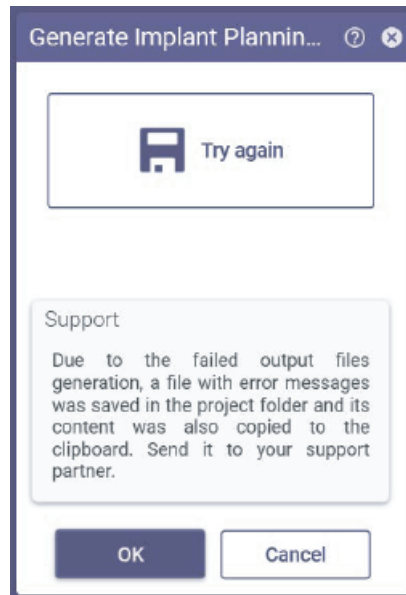 Generate Implant Plannin...
Try again
Support
Due to the failed output files
generation, a file with error messages
was saved in the project folder and its
content was also copied to the
clipboard. Send it to your support
partner.
OK
Cancel